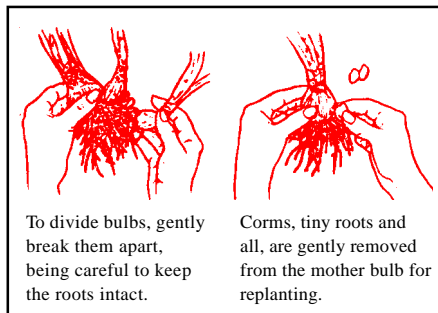 To divide bulbs, gently
break them apart,
being careful to keep
the roots intact.
Corms, tiny roots and
all, are gently removed
from the mother bulb for
replanting.